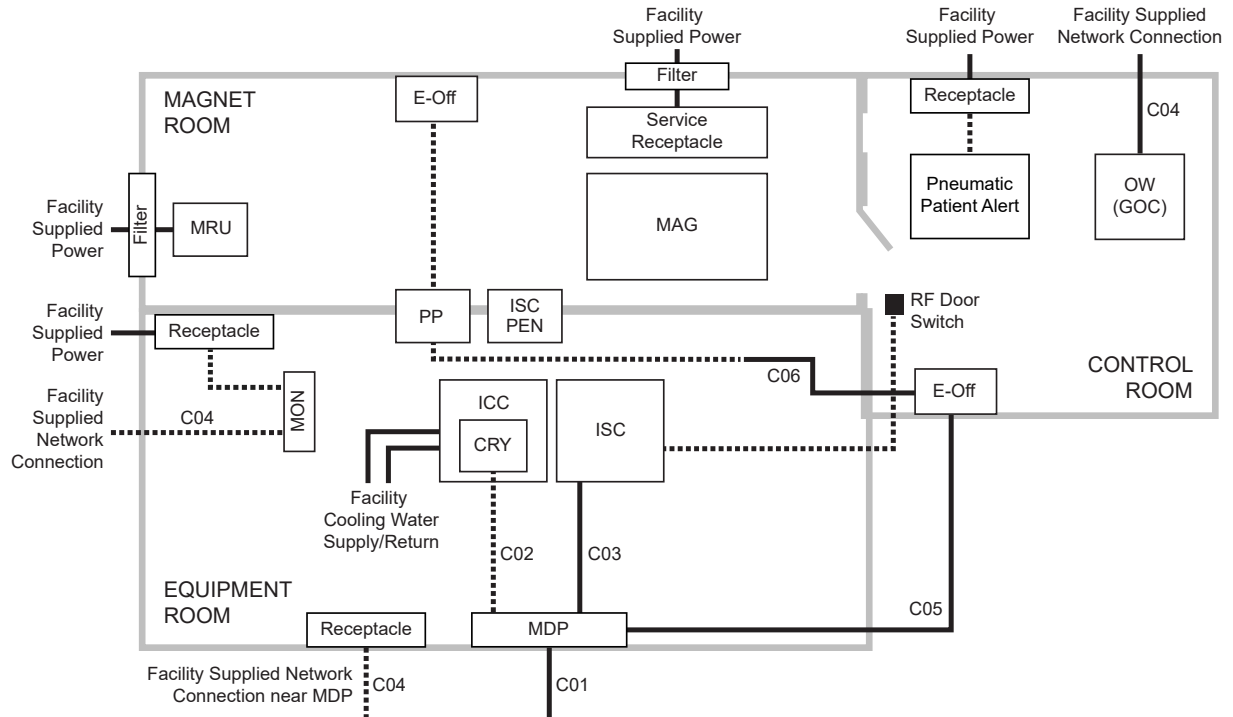 Facility
Supplied Power
Facility
Supplied Power
Facility Supplied
Network Connection
MAGNET
ROOM
E-Off
Filter
Service
Receptacle
Receptacle
C04
Pneumatic
Patient Alert
OW
(GOC)
Facility
Supplied
Power
Filter
MRU
MAG
Facility
Supplied
Power
Receptacle
PP
ISC
PEN
RF Door
Switch
CONTROL
ROOM
C06
E-Off
Facility
Supplied
Network
Connection
C04
MON
ICC
CRY
ISC
Facility
Cooling Water
Supply/Return
C02
C03
EQUIPMENT
ROOM
C05
Receptacle
MDP
Facility Supplied Network
Connection near MDP
C04
C01